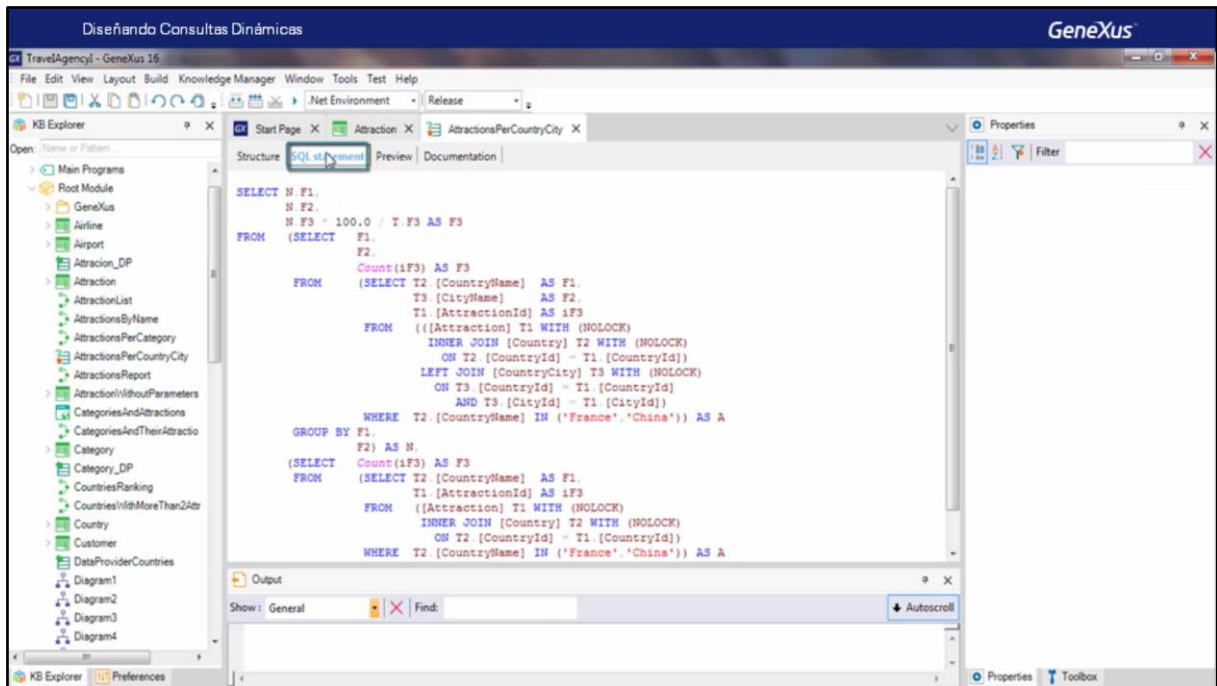 Diseñando Consultas Dinámicas
GeneXus
GX TravelAgencyI - GeneXus 16
File Edit View Layout Build Knowledge Manager Window Tools Test Help
.Net Environment Release
KB Explorer
Open: Name or Pattern ...
Main Programs
Root Module
GeneXus
Airline
Airport
Attracion_DP
Attraction
AttractionList
AttractionsByName
AttractionsPerCategory
AttractionsPerCountryCity
AttractionsReport
AttractionWithoutParameters
CategoriesAndAttractions
CategoriesAndTheirAttractio
Category
Category_DP
CountriesRanking
CountriesWithMoreThan2Attr
Country
Customer
DataProviderCountries
Diagram1
Diagram2
Diagram3
Diagram4
KB Explorer Preferences
GX Start Page Attraction AttractionsPerCountryCity
Structure SQL statement Preview Documentation
SELECT N.F1,
N.F2,
N.F3 * 100.0 / T.F3 AS F3
FROM (SELECT F1,
F2,
Count(iF3) AS F3
FROM (SELECT T2.[CountryName] AS F1,
T3.[CityName] AS F2,
T1.[AttractionId] AS iF3
FROM (([Attraction] T1 WITH (NOLOCK)
INNER JOIN [Country] T2 WITH (NOLOCK)
ON T2.[CountryId] = T1.[CountryId])
LEFT JOIN [CountryCity] T3 WITH (NOLOCK)
ON T3.[CountryId] = T1.[CountryId]
AND T3.[CityId] = T1.[CityId])
WHERE T2.[CountryName] IN ('France','China')) AS A
GROUP BY F1,
F2) AS N,
(SELECT Count(iF3) AS F3
FROM (SELECT T2.[CountryName] AS F1,
T1.[AttractionId] AS iF3
FROM ([Attraction] T1 WITH (NOLOCK)
INNER JOIN [Country] T2 WITH (NOLOCK)
ON T2.[CountryId] = T1.[CountryId])
WHERE T2.[CountryName] IN ('France','China')) AS A
Output
Show: General Find: Autoscroll
Properties
Filter
Properties Toolbox